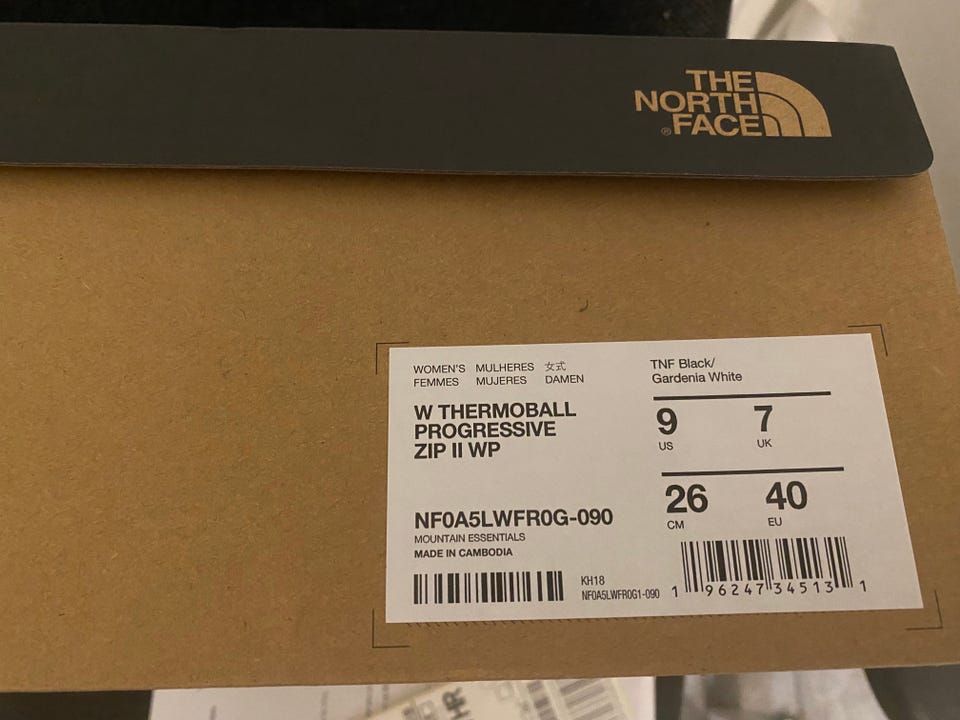 THE
NORTH
® FACE
WOMEN'S MULHERES 女式
FEMMES MUJERES DAMEN
W THERMOBALL
PROGRESSIVE
ZIP II WP
NF0A5LWFR0G-090
MOUNTAIN ESSENTIALS
MADE IN CAMBODIA
KH18
NF0A5LWFR0G1-090
TNF Black/
Gardenia White
9 7
US UK
26 40
CM EU
1 96247 34513 1
HR